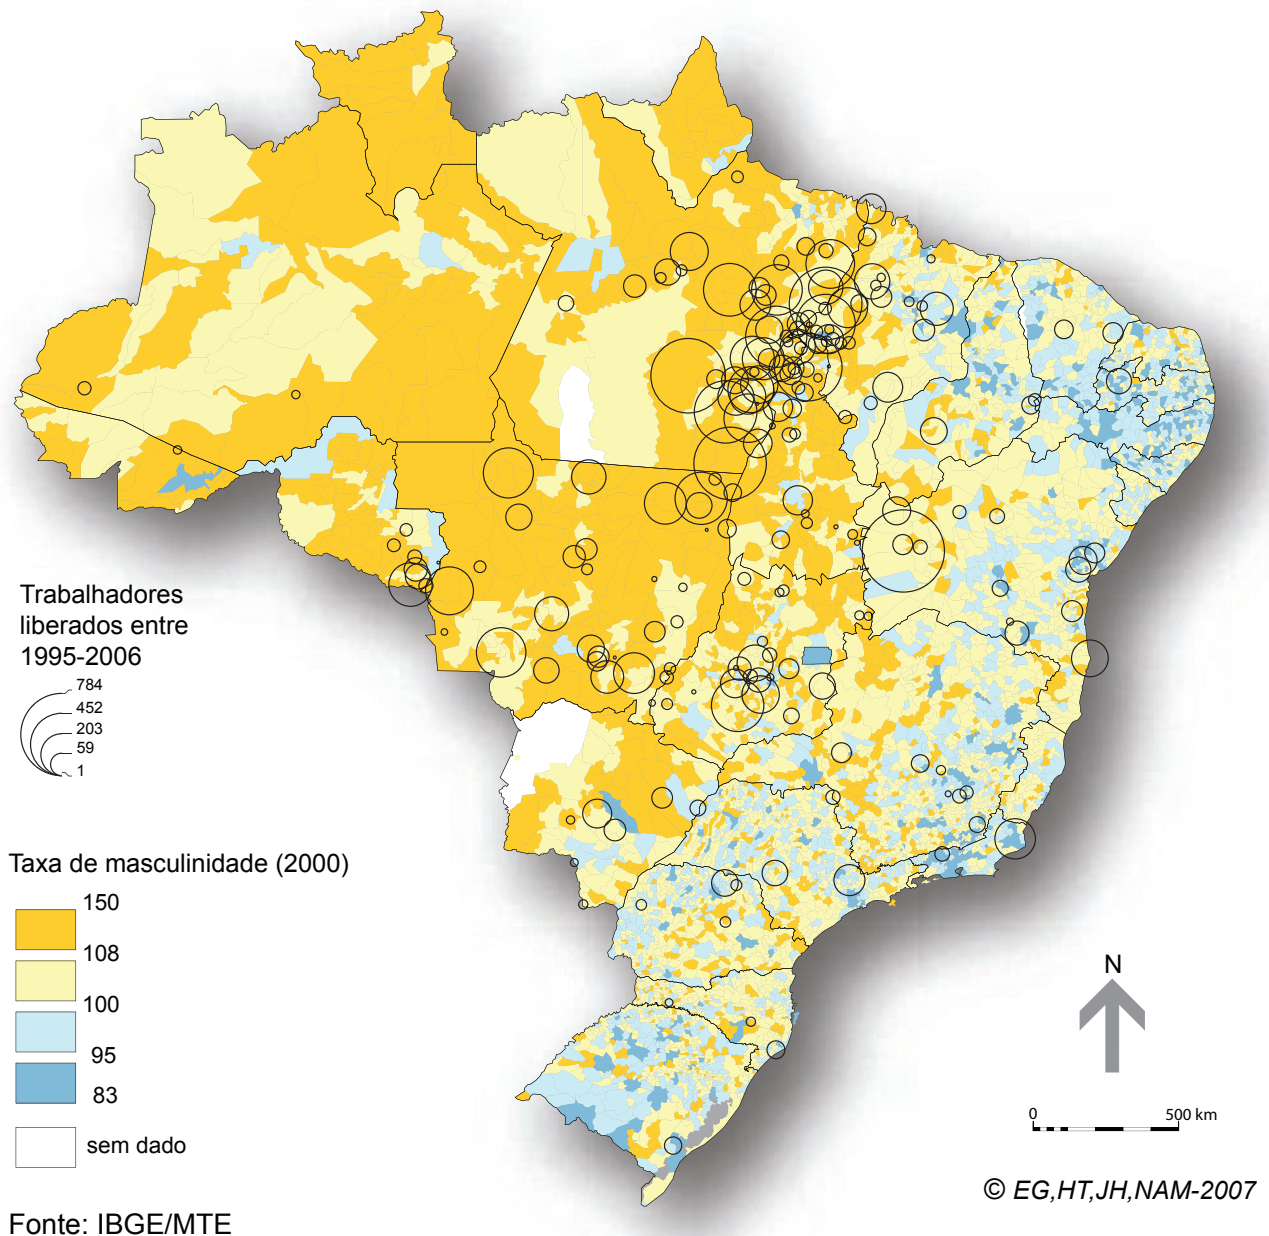 Trabalhadores
liberados entre
1995-2006
784
452
203
59
1
Taxa de masculinidade (2000)
150
108
100
95
83
sem dado
Fonte: IBGE/MTE
N
0 500 km
© EG,HT,JH,NAM-2007